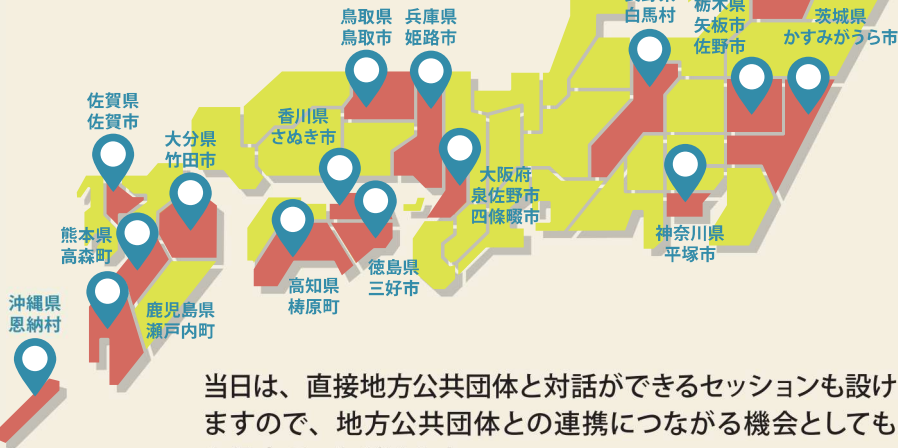 白馬村
栃木県
矢板市
佐野市
茨城県
かすみがうら市
鳥取県
鳥取市
兵庫県
姫路市
佐賀県
佐賀市
大分県
竹田市
香川県
さぬき市
大阪府
泉佐野市
四條畷市
神奈川県
平塚市
熊本県
高森町
徳島県
三好市
高知県
梼原町
鹿児島県
瀬戸内町
沖縄県
恩納村
当日は、直接地方公共団体と対話ができるセッションも設け
ますので、地方公共団体との連携につながる機会としても